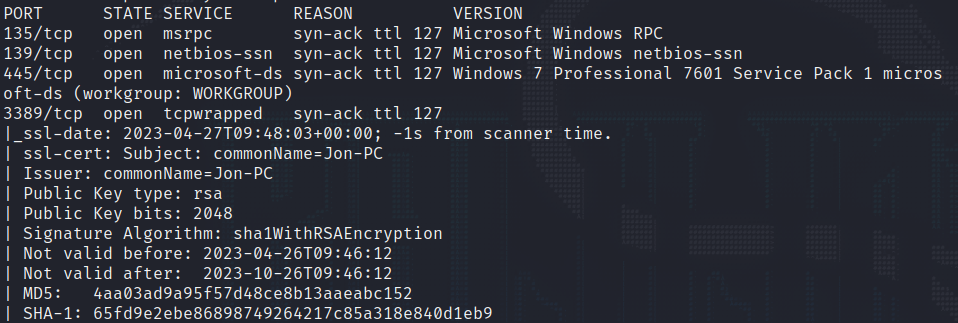 PORT     STATE SERVICE      REASON          VERSION
135/tcp  open  msrpc        syn-ack ttl 127 Microsoft Windows RPC
139/tcp  open  netbios-ssn  syn-ack ttl 127 Microsoft Windows netbios-ssn
445/tcp  open  microsoft-ds syn-ack ttl 127 Windows 7 Professional 7601 Service Pack 1 micros
oft-ds (workgroup: WORKGROUP)
3389/tcp open  tcpwrapped   syn-ack ttl 127
|_ssl-date: 2023-04-27T09:48:03+00:00; -1s from scanner time.
| ssl-cert: Subject: commonName=Jon-PC
| Issuer: commonName=Jon-PC
| Public Key type: rsa
| Public Key bits: 2048
| Signature Algorithm: sha1WithRSAEncryption
| Not valid before: 2023-04-26T09:46:12
| Not valid after:  2023-10-26T09:46:12
| MD5:   4aa03ad9a95f57d48ce8b13aaeabc152
| SHA-1: 65fd9e2ebe86898749264217c85a318e840d1eb9